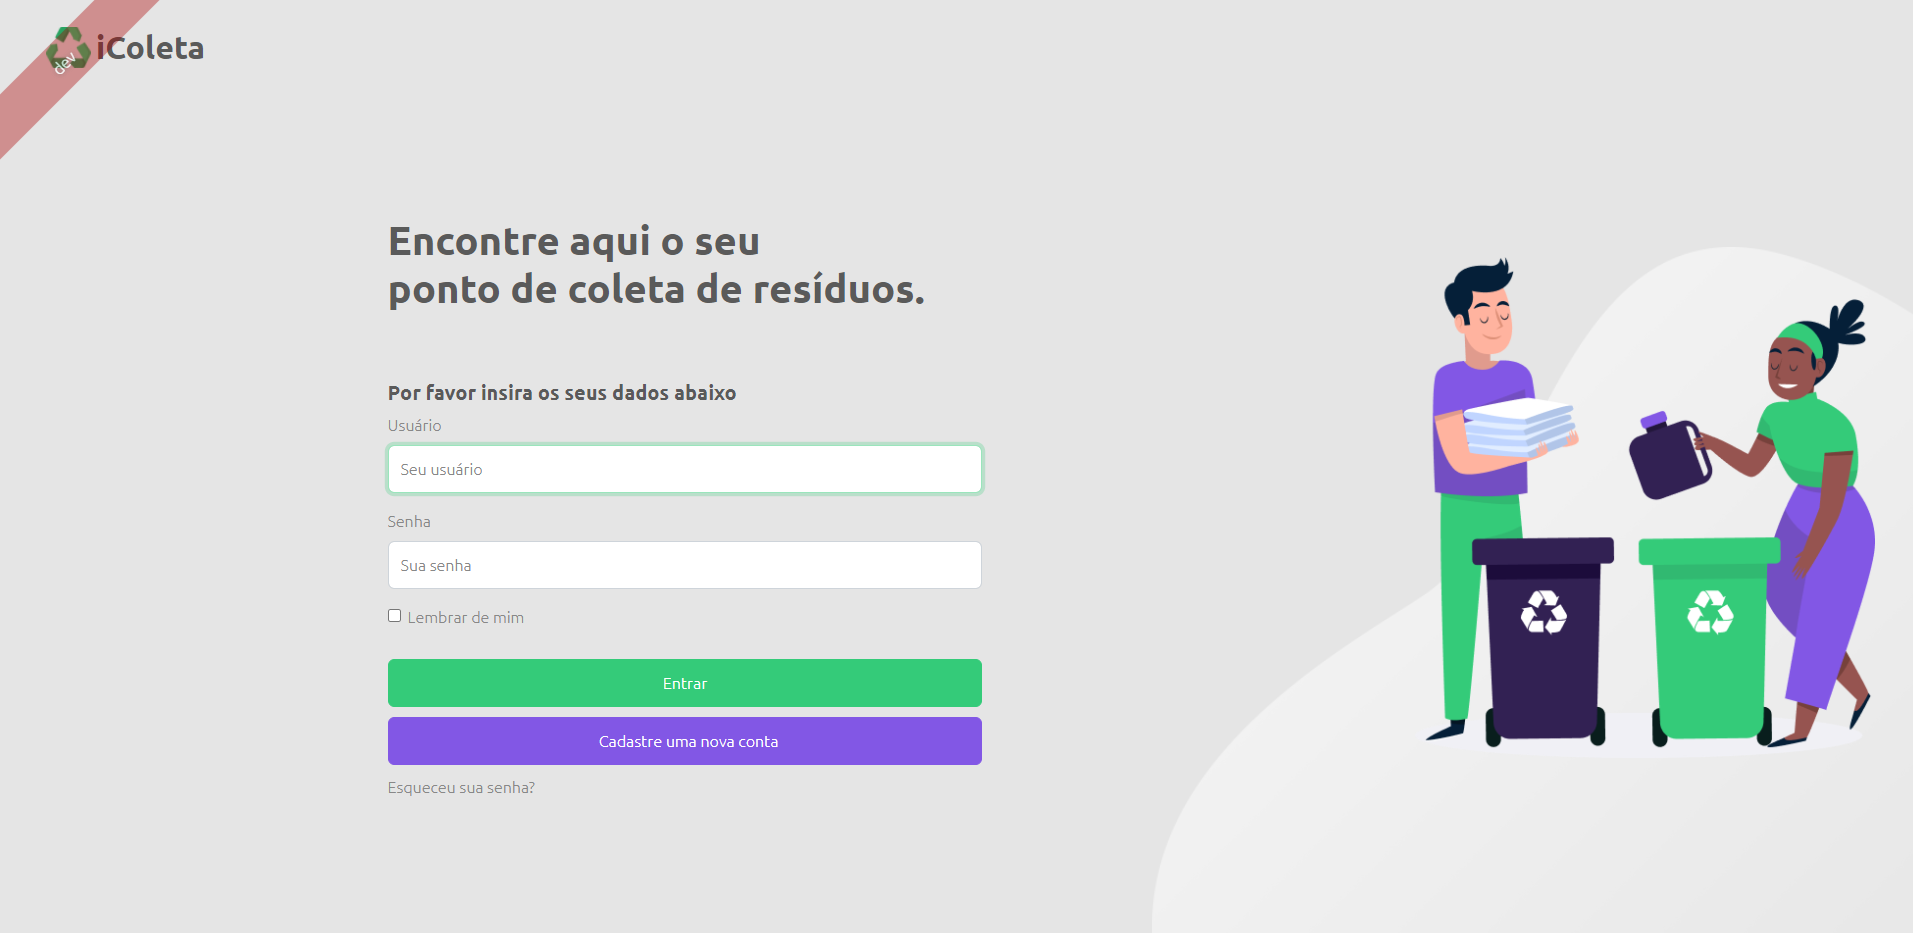 dev
iColeta
Encontre aqui o seu
ponto de coleta de resíduos.
Por favor insira os seus dados abaixo
Usuário
Seu usuário
Senha
Sua senha
Lembrar de mim
Entrar
Cadastre uma nova conta
Esqueceu sua senha?